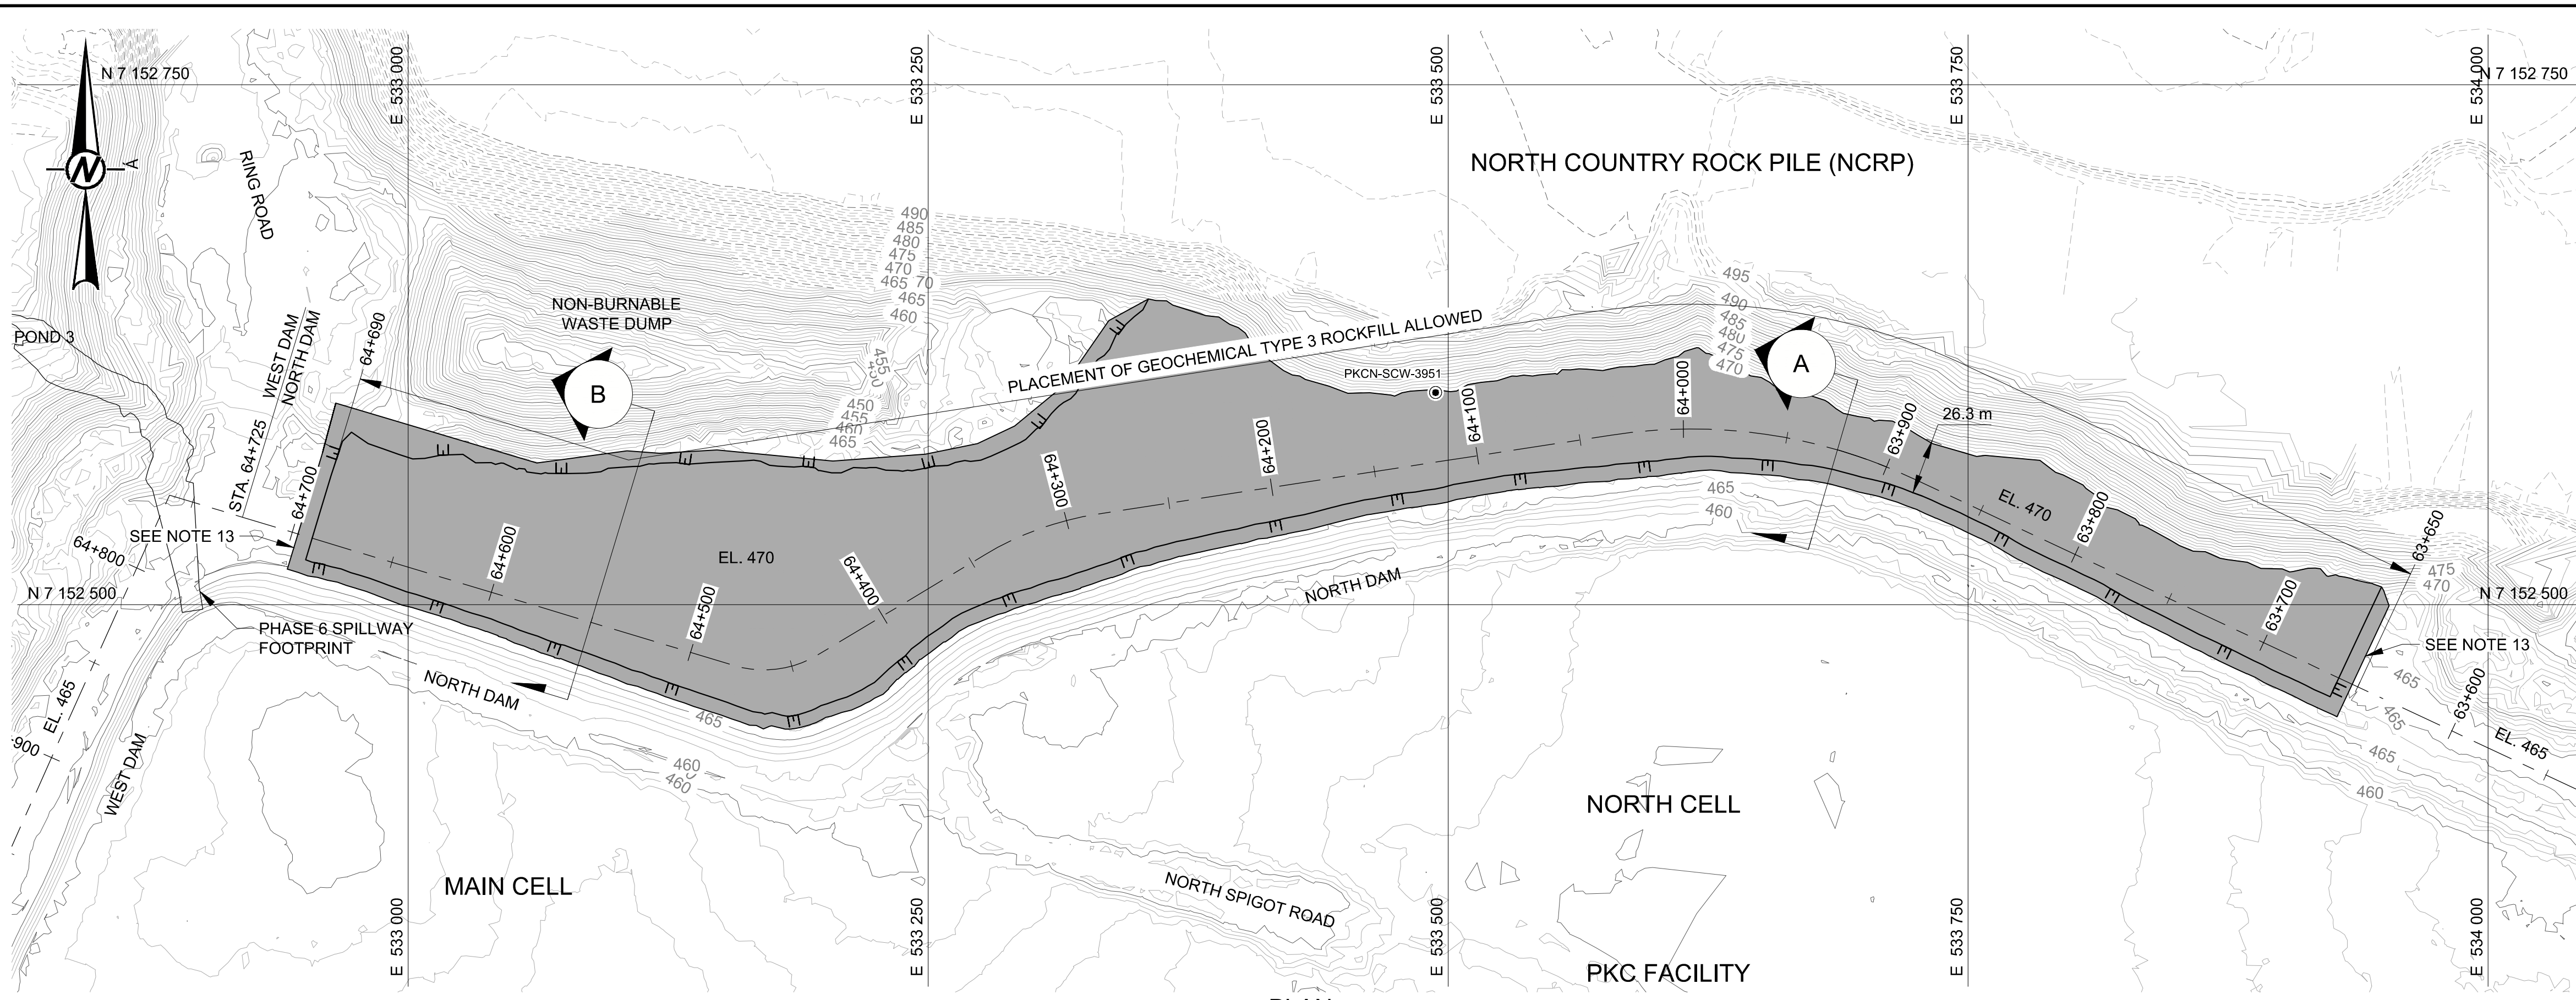 N 7 152 750
E 533 000
E 533 250
E 533 500
E 533 750
E 534 000
N 7 152 750
N
RING ROAD
NORTH COUNTRY ROCK PILE (NCRP)
490
485
480
475
470
465
70
465
460
455
450
450
455
460
465
NON-BURNABLE
WASTE DUMP
POND 3
WEST DAM
NORTH DAM
STA. 64+725
64+690
B
PLACEMENT OF GEOCHEMICAL TYPE 3 ROCKFILL ALLOWED
PKCN-SCW-3951
495
490
485
480
475
470
A
26.3 m
64+800
64+700
64+600
64+500
64+400
64+300
64+200
64+100
64+000
63+900
63+800
63+700
63+650
63+600
SEE NOTE 13
EL. 470
EL. 470
465
460
475
470
N 7 152 500
N 7 152 500
NORTH DAM
SEE NOTE 13
PHASE 6 SPILLWAY
FOOTPRINT
NORTH DAM
465
460
460
EL. 465
WEST DAM
900
465
465
465
460
EL. 465
NORTH CELL
MAIN CELL
NORTH SPIGOT ROAD
PKC FACILITY
E 533 000
E 533 250
E 533 500
E 533 750
E 534 000